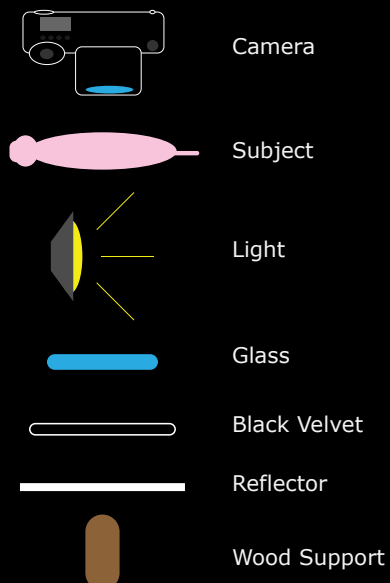 Camera
Subject
Light
Glass
Black Velvet
Reflector
Wood Support